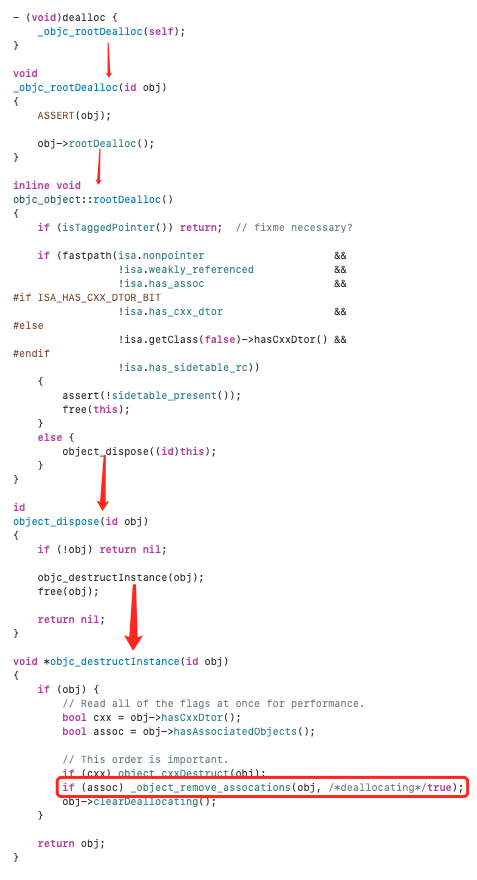 - (void)dealloc {
    _objc_rootDealloc(self);
}
void
_objc_rootDealloc(id obj)
{
    ASSERT(obj);
    obj->rootDealloc();
}
inline void
objc_object::rootDealloc()
{
    if (isTaggedPointer()) return;  // fixme necessary?
    if (fastpath(isa.nonpointer                     &&
                 !isa.weakly_referenced             &&
                 !isa.has_assoc                     &&
#if ISA_HAS_CXX_DTOR_BIT
                 !isa.has_cxx_dtor                  &&
#else
                 !isa.getClass(false)->hasCxxDtor() &&
#endif
                 !isa.has_sidetable_rc))
    {
        assert(!sidetable_present());
        free(this);
    }
    else {
        object_dispose((id)this);
    }
}
id
object_dispose(id obj)
{
    if (!obj) return nil;
    objc_destructInstance(obj);
    free(obj);
    return nil;
}
void *objc_destructInstance(id obj)
{
    if (obj) {
        // Read all of the flags at once for performance.
        bool cxx = obj->hasCxxDtor();
        bool assoc = obj->hasAssociatedObjects();
        // This order is important.
        if (cxx) object_cxxDestruct(obj);
        if (assoc) _object_remove_assocations(obj, /*deallocating*/true);
        obj->clearDeallocating();
    }
    return obj;
}